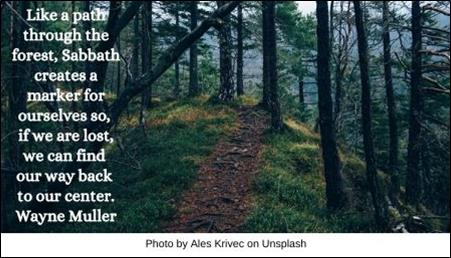 Like a path
through the
forest, Sabbath
creates a
marker for
ourselves so,
if we are lost,
we can find
our way back
to our center.
Wayne Muller
Photo by Ales Krivec on Unsplash